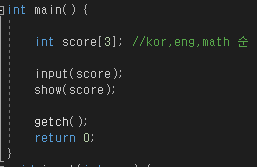 int main() {
int score[3]; //kor,eng,math 순
input(score);
show(score);
getch();
return 0;
}